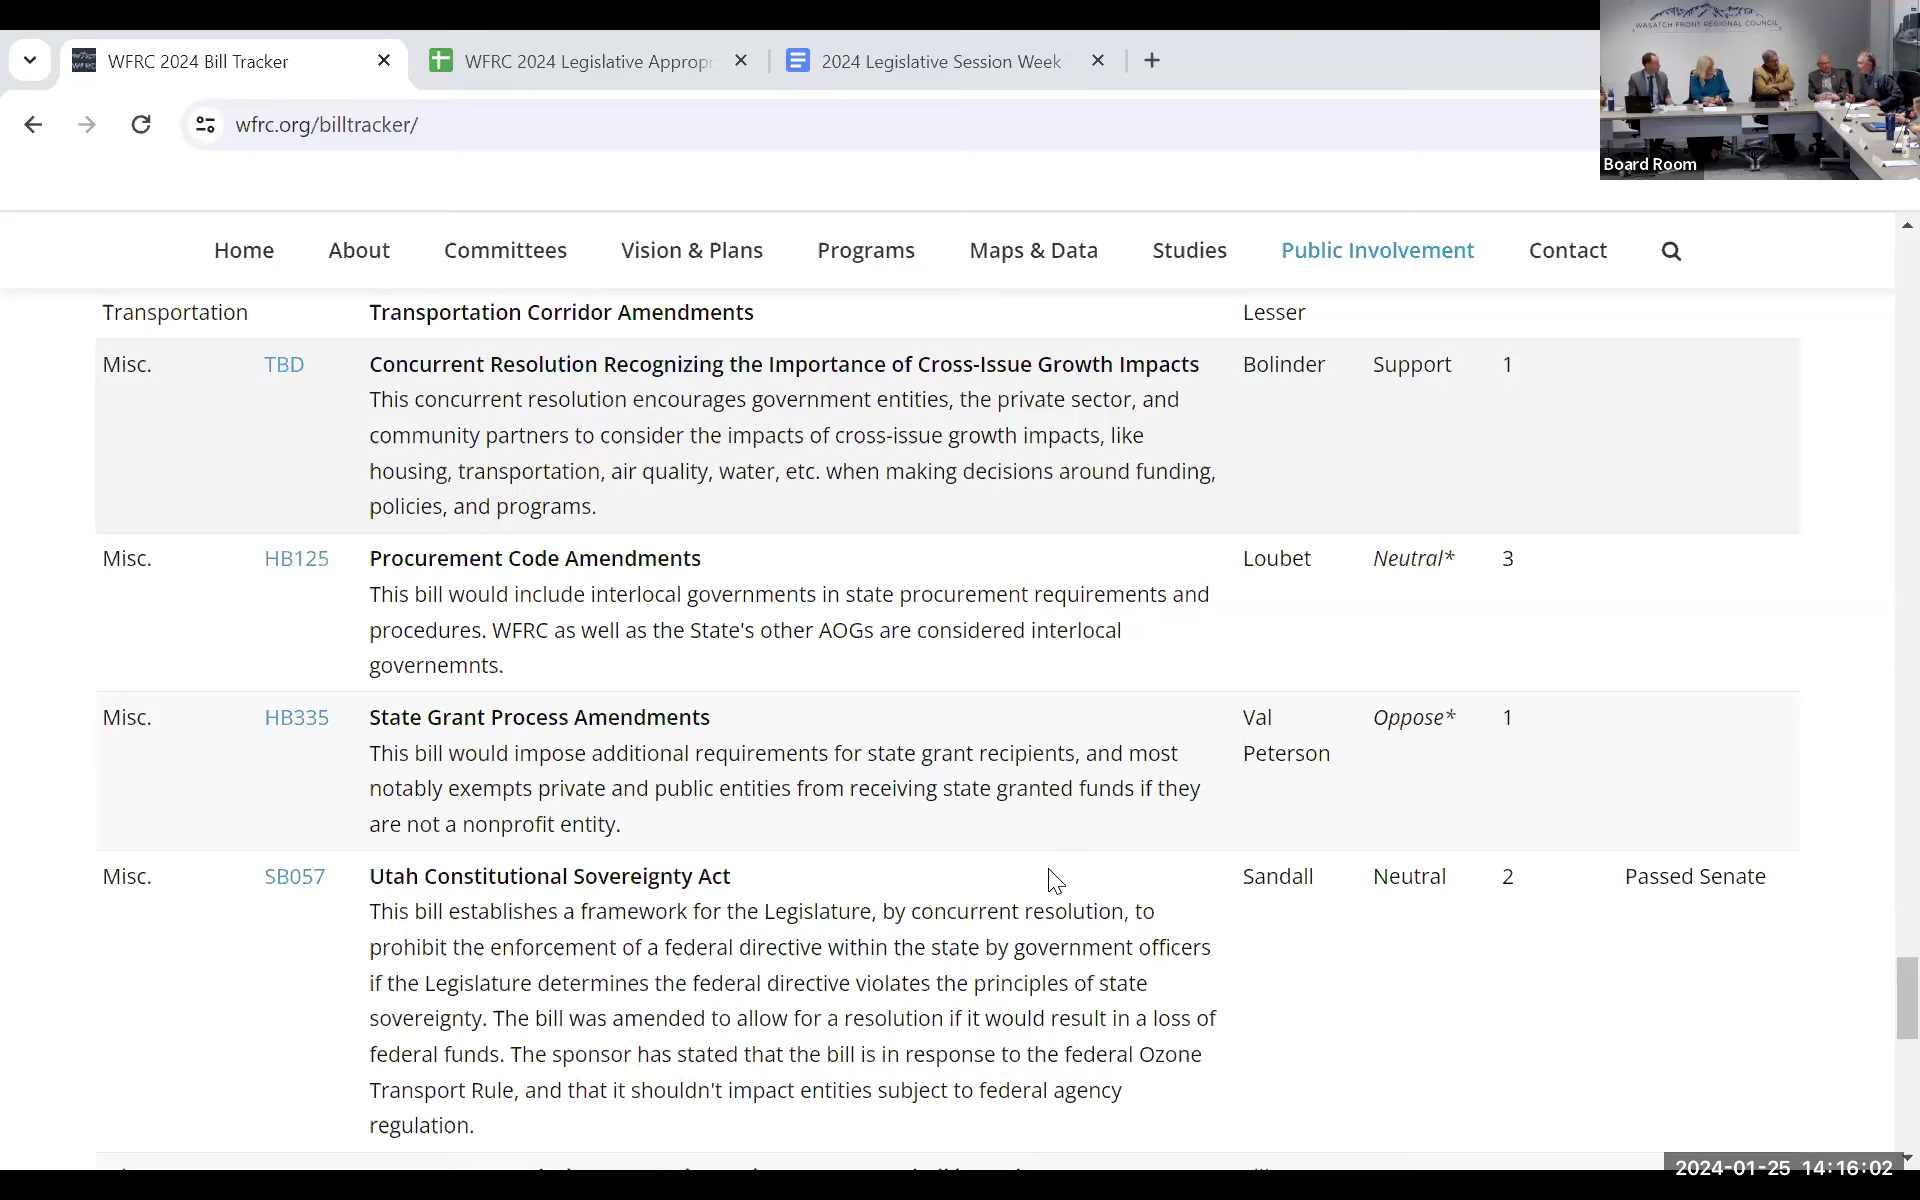 WFRC 2024 Bill Tracker
WFRC 2024 Legislative Appropr
2024 Legislative Session Week
wfrc.org/billtracker/
WASATCH FRONT REGIONAL COUNCIL
Board Room
Home About Committees Vision & Plans Programs Maps & Data Studies Public Involvement Contact
Transportation Transportation Corridor Amendments Lesser
Misc. TBD Concurrent Resolution Recognizing the Importance of Cross-Issue Growth Impacts Bolinder Support 1
This concurrent resolution encourages government entities, the private sector, and
community partners to consider the impacts of cross-issue growth impacts, like
housing, transportation, air quality, water, etc. when making decisions around funding,
policies, and programs.
Misc. HB125 Procurement Code Amendments Loubet Neutral* 3
This bill would include interlocal governments in state procurement requirements and
procedures. WFRC as well as the State's other AOGs are considered interlocal
governemnts.
Misc. HB335 State Grant Process Amendments Val Oppose* 1
This bill would impose additional requirements for state grant recipients, and most Peterson
notably exempts private and public entities from receiving state granted funds if they
are not a nonprofit entity.
Misc. SB057 Utah Constitutional Sovereignty Act Sandall Neutral 2 Passed Senate
This bill establishes a framework for the Legislature, by concurrent resolution, to
prohibit the enforcement of a federal directive within the state by government officers
if the Legislature determines the federal directive violates the principles of state
sovereignty. The bill was amended to allow for a resolution if it would result in a loss of
federal funds. The sponsor has stated that the bill is in response to the federal Ozone
Transport Rule, and that it shouldn't impact entities subject to federal agency
regulation.
2024-01-25 14:16:02